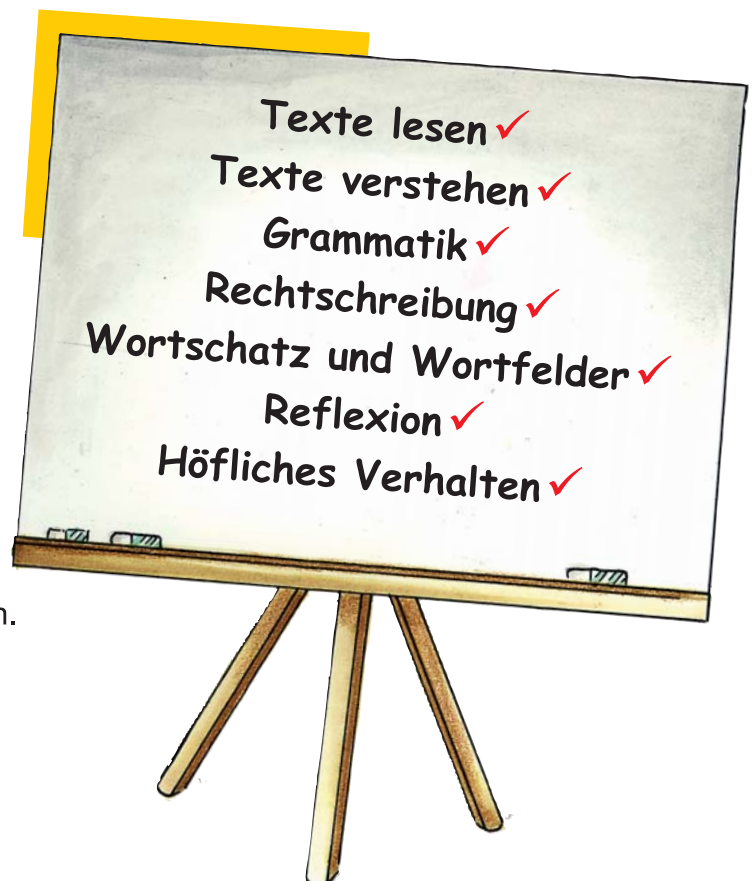 Texte lesen ✓
Texte verstehen ✓
Grammatik ✓
Rechtschreibung ✓
Wortschatz und Wortfelder ✓
Reflexion ✓
Höfliches Verhalten ✓